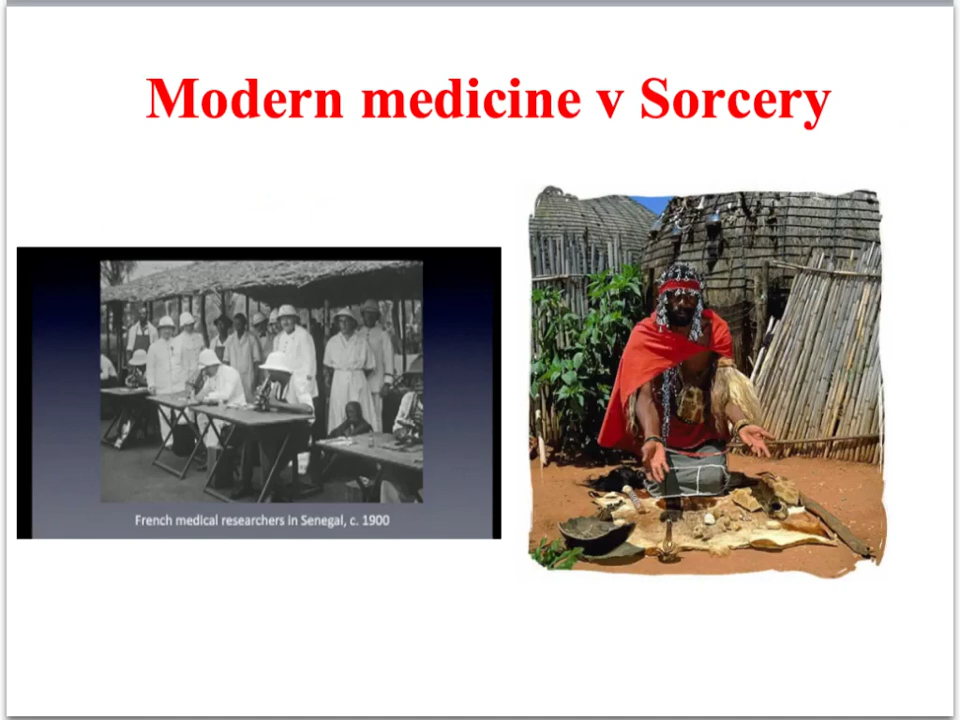 Modern medicine v Sorcery
French medical researchers in Senegal, c. 1900